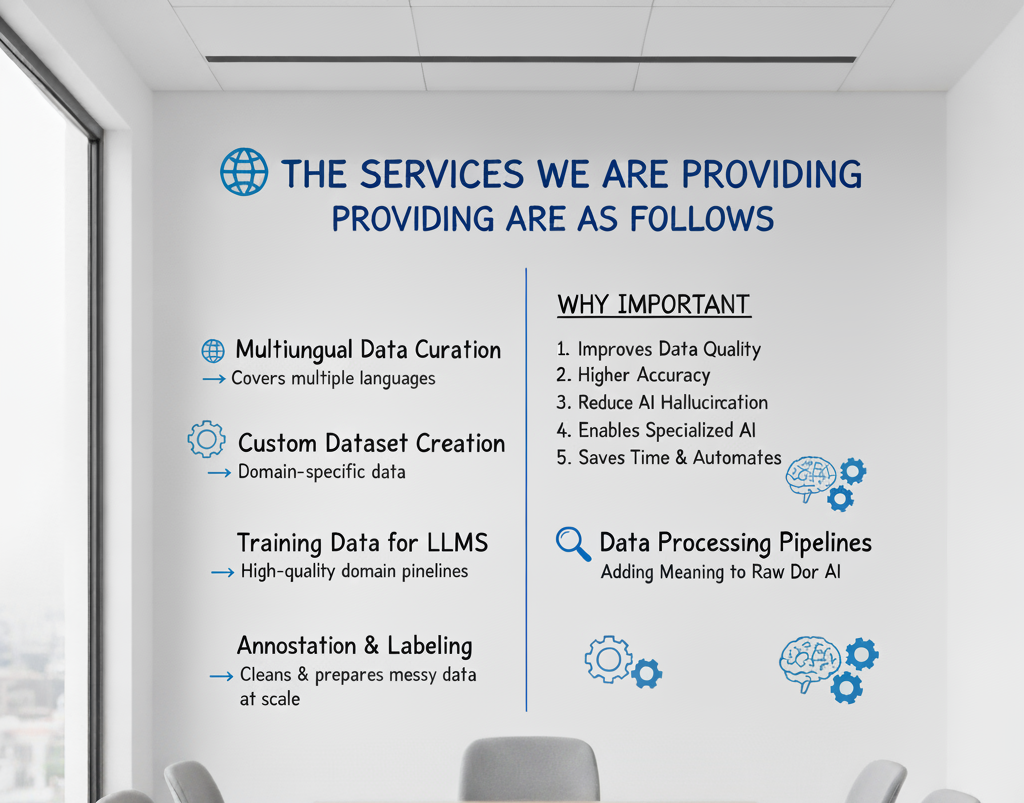 THE SERVICES WE ARE PROVIDING
PROVIDING ARE AS FOLLOWS
Multiungual Data Curation
→ Covers multiple languages
Custom Dataset Creation
→ Domain-specific data
Training Data for LLMS
→ High-quality domain pinelines
Annostation & Labeling
→ Cleans & prepares messy data
at scale
WHY IMPORTANT
1. Improves Data Quality
2. Higher Accuracy
3. Reduce AI Hallucircation
4. Enables Specialized AI
5. Saves Time & Automates
Data Processing Pipelines
Adding Meaning to Raw Dor AI